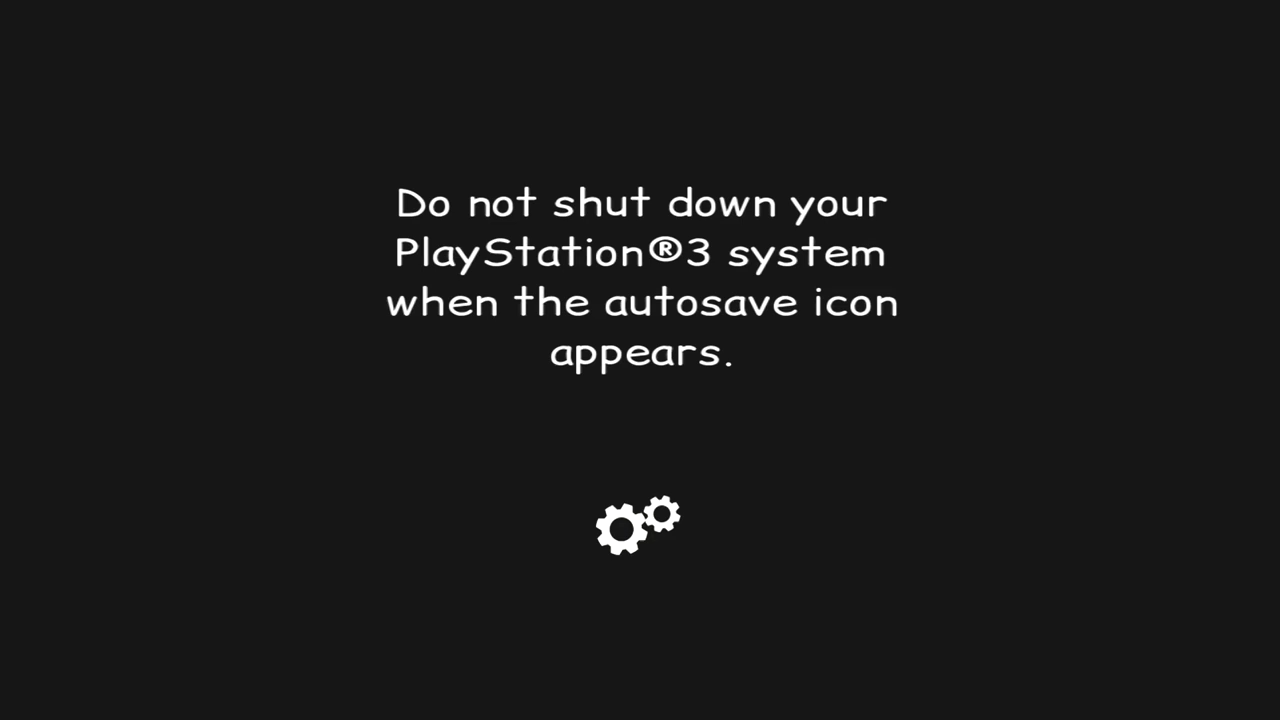 Do not shut down your
PlayStation®3 system
when the autosave icon
appears.